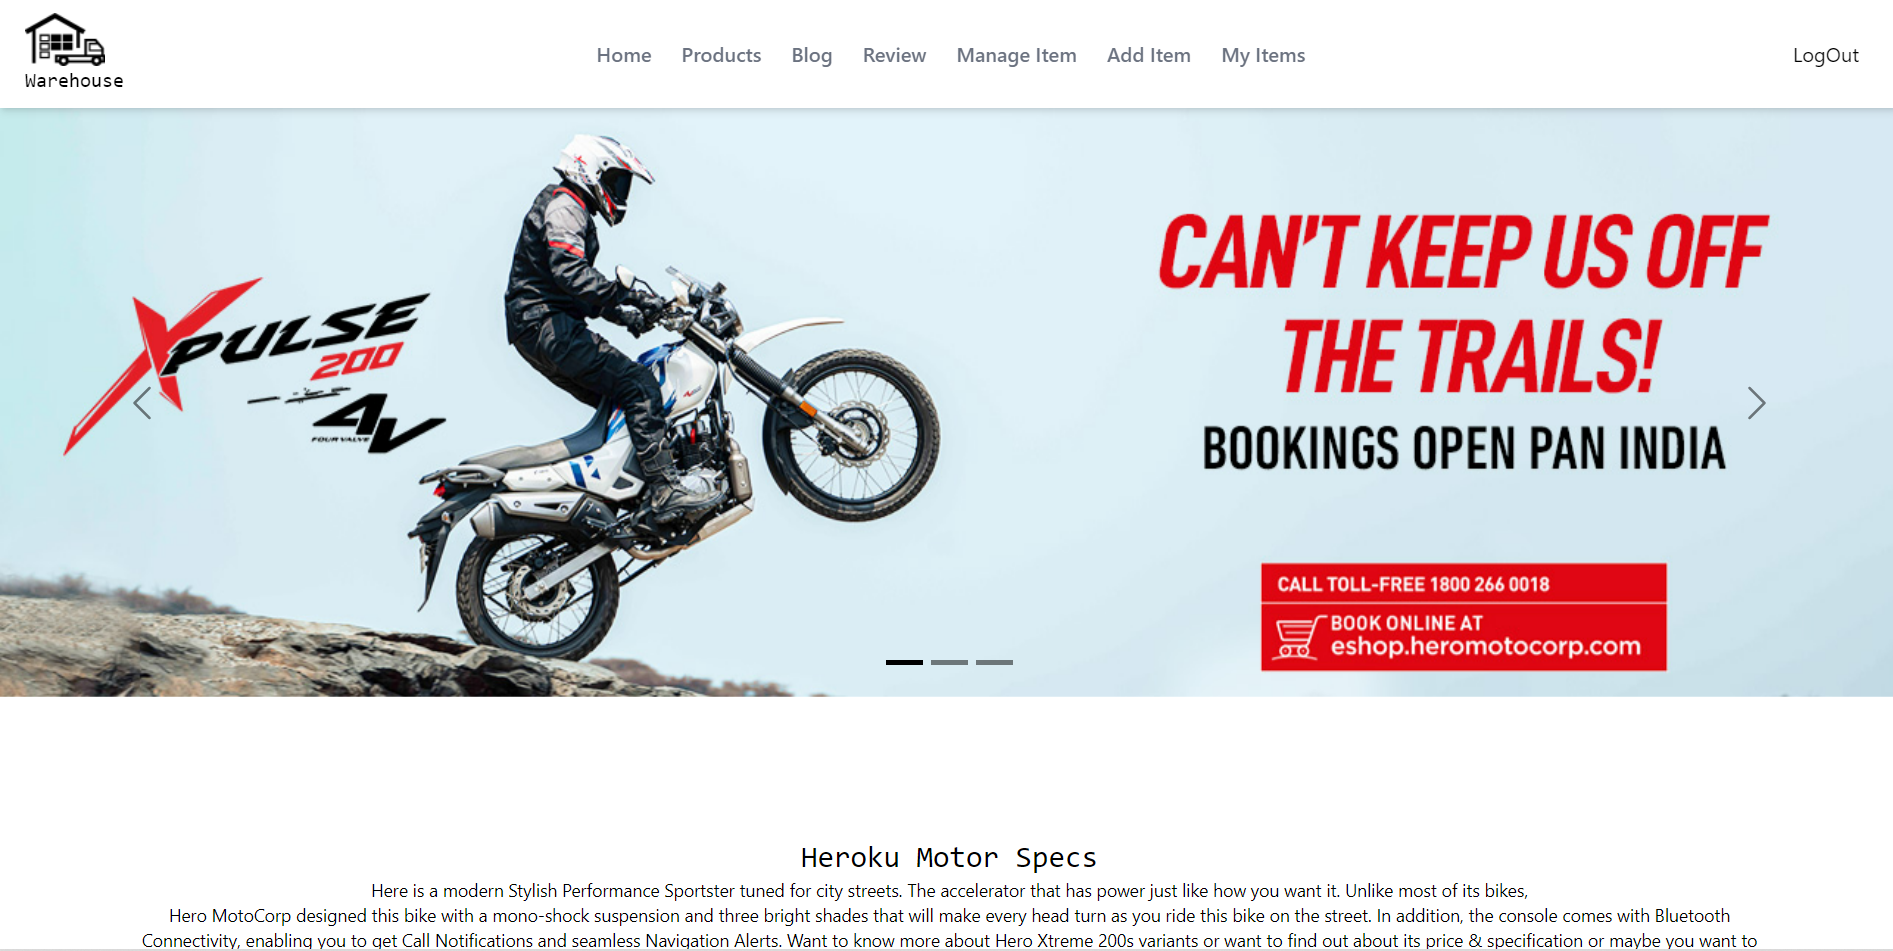 Warehouse
Home Products Blog Review Manage Item Add Item My Items
LogOut
XPULSE
200
4V
FOUR VALVE
CAN'T KEEP US OFF
THE TRAILS!
BOOKINGS OPEN PAN INDIA
CALL TOLL-FREE 1800 266 0018
BOOK ONLINE AT
eshop.heromotocorp.com
Heroku Motor Specs
Here is a modern Stylish Performance Sportster tuned for city streets. The accelerator that has power just like how you want it. Unlike most of its bikes,
Hero MotoCorp designed this bike with a mono-shock suspension and three bright shades that will make every head turn as you ride this bike on the street. In addition, the console comes with Bluetooth
Connectivity, enabling you to get Call Notifications and seamless Navigation Alerts. Want to know more about Hero Xtreme 200s variants or want to find out about its price & specification or maybe you want to